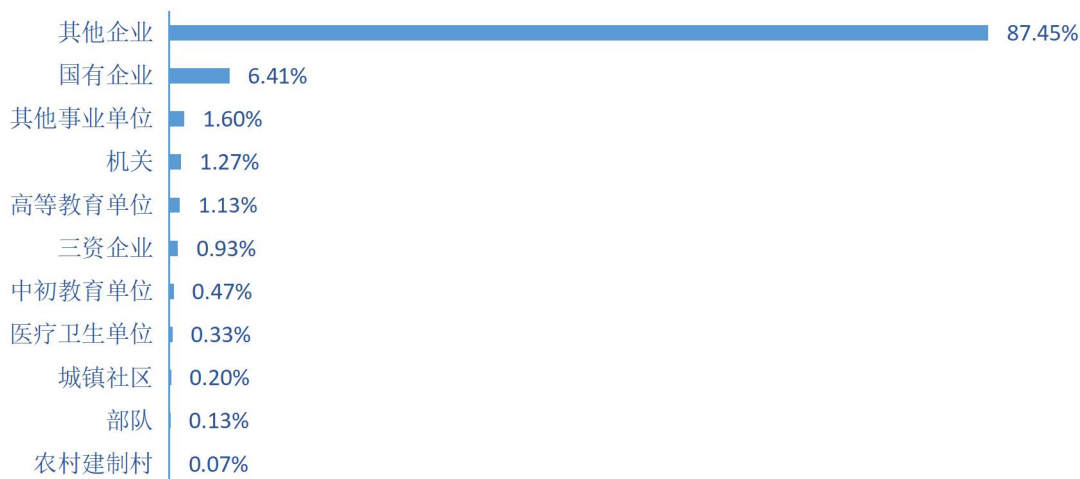 其他企业 87.45%
国有企业 6.41%
其他事业单位 1.60%
机关 1.27%
高等教育单位 1.13%
三资企业 0.93%
中初教育单位 0.47%
医疗卫生单位 0.33%
城镇社区 0.20%
部队 0.13%
农村建制村 0.07%